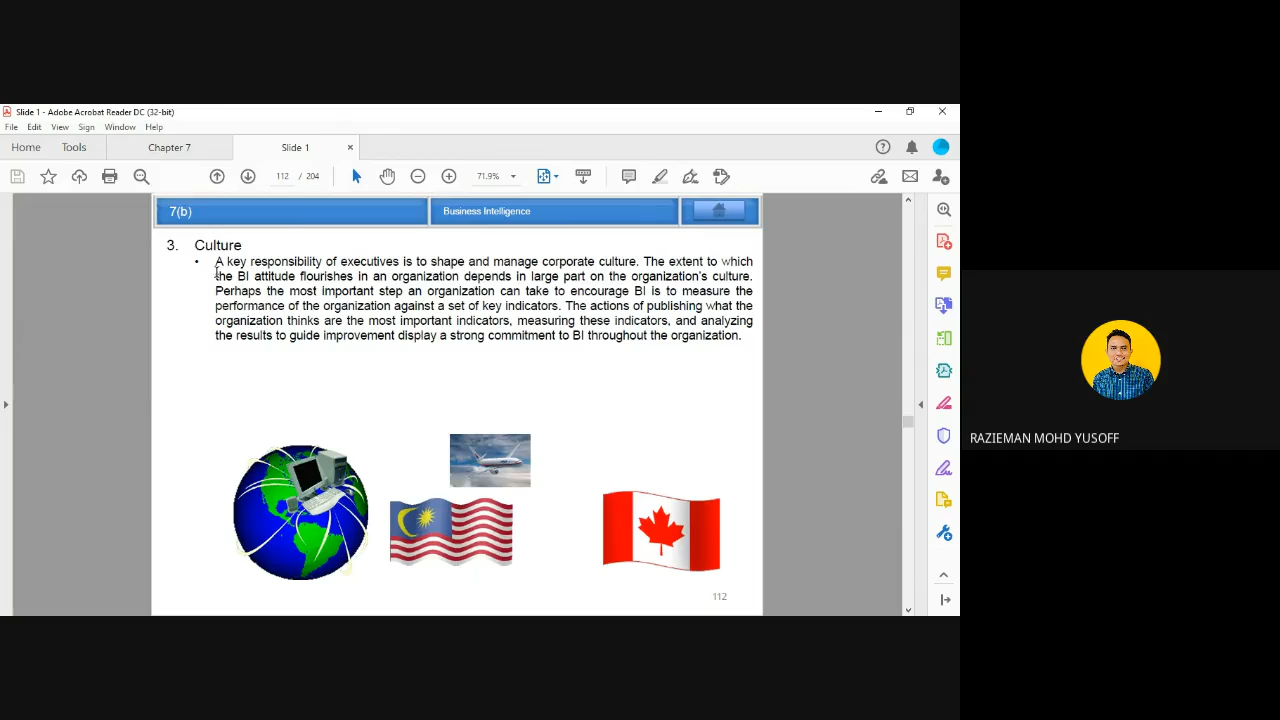 Slide 1 - Adobe Acrobat Reader DC (32-bit)
File Edit View Sign Window Help
Home Tools Chapter 7 Slide 1
112 / 204 71.9%
7(b) Business Intelligence
3. Culture
• A key responsibility of executives is to shape and manage corporate culture. The extent to which
the BI attitude flourishes in an organization depends in large part on the organization's culture.
Perhaps the most important step an organization can take to encourage BI is to measure the
performance of the organization against a set of key indicators. The actions of publishing what the
organization thinks are the most important indicators, measuring these indicators, and analyzing
the results to guide improvement display a strong commitment to BI throughout the organization.
112
RAZIEMAN MOHD YUSOFF